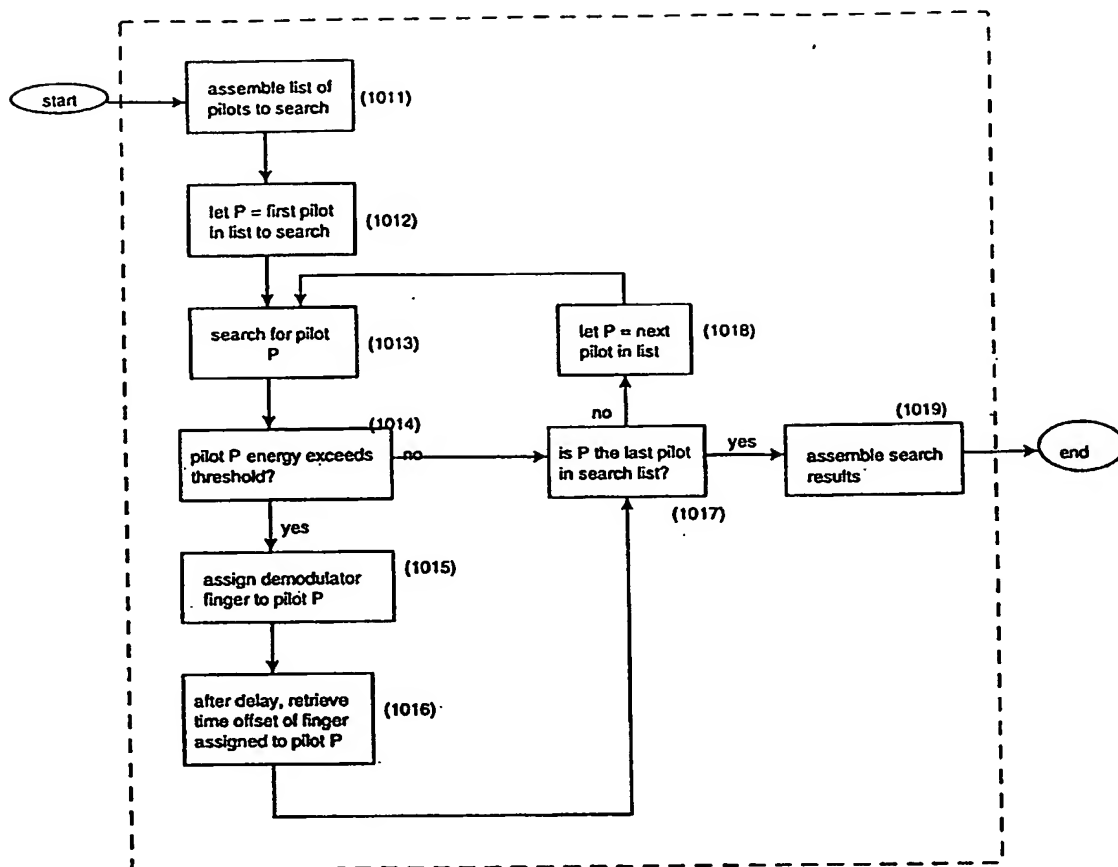 start
assemble list of
pilots to search
(1011)
let P = first pilot
in list to search
(1012)
search for pilot
P
(1013)
let P = next
pilot in list
(1018)
(1014)
pilot P energy exceeds
threshold?
no
no
is P the last pilot
in search list?
(1017)
yes
(1019)
assemble search
results
end
yes
assign demodulator
finger to pilot P
(1015)
after delay, retrieve
time offset of finger
assigned to pilot P
(1016)